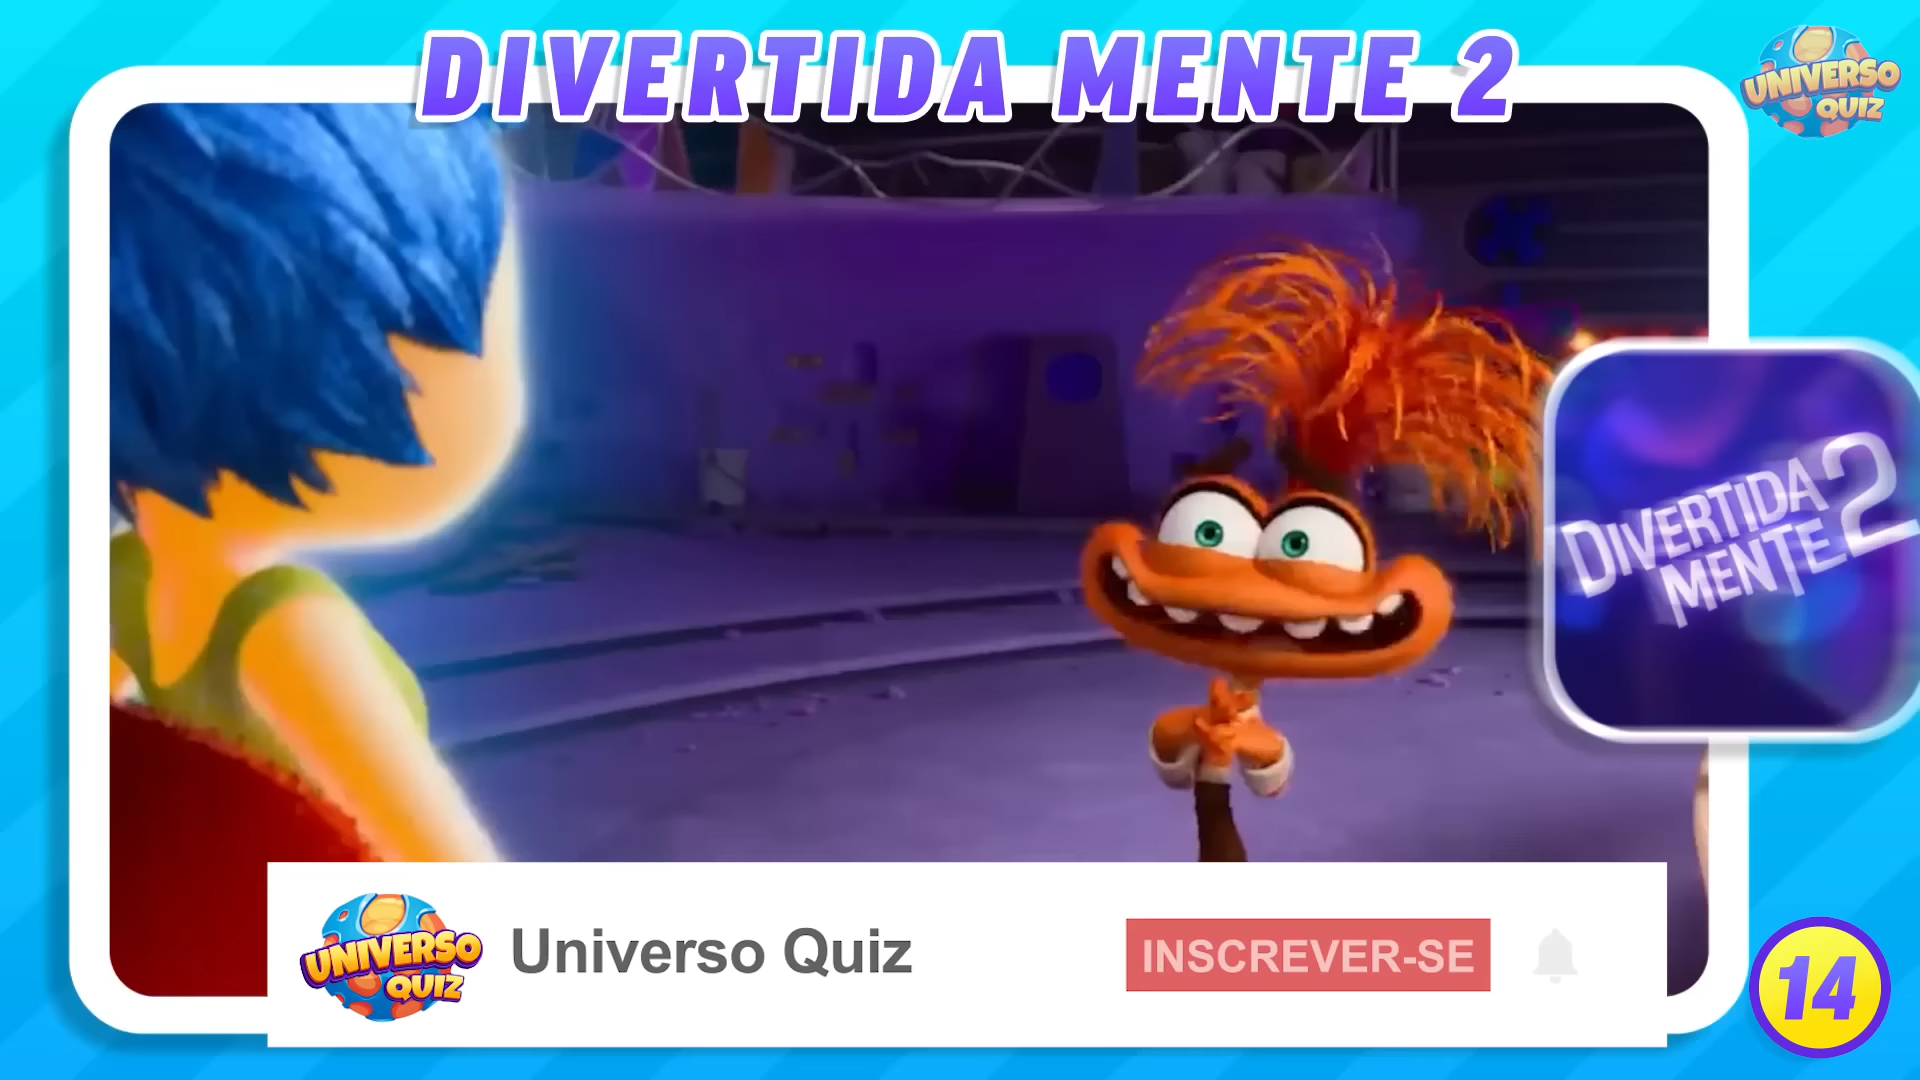 DIVERTIDA MENTE 2
UNIVERSO
QUIZ
DIVERTIDA
MENTE 2
UNIVERSO
QUIZ
Universo Quiz
INSCREVER-SE
14